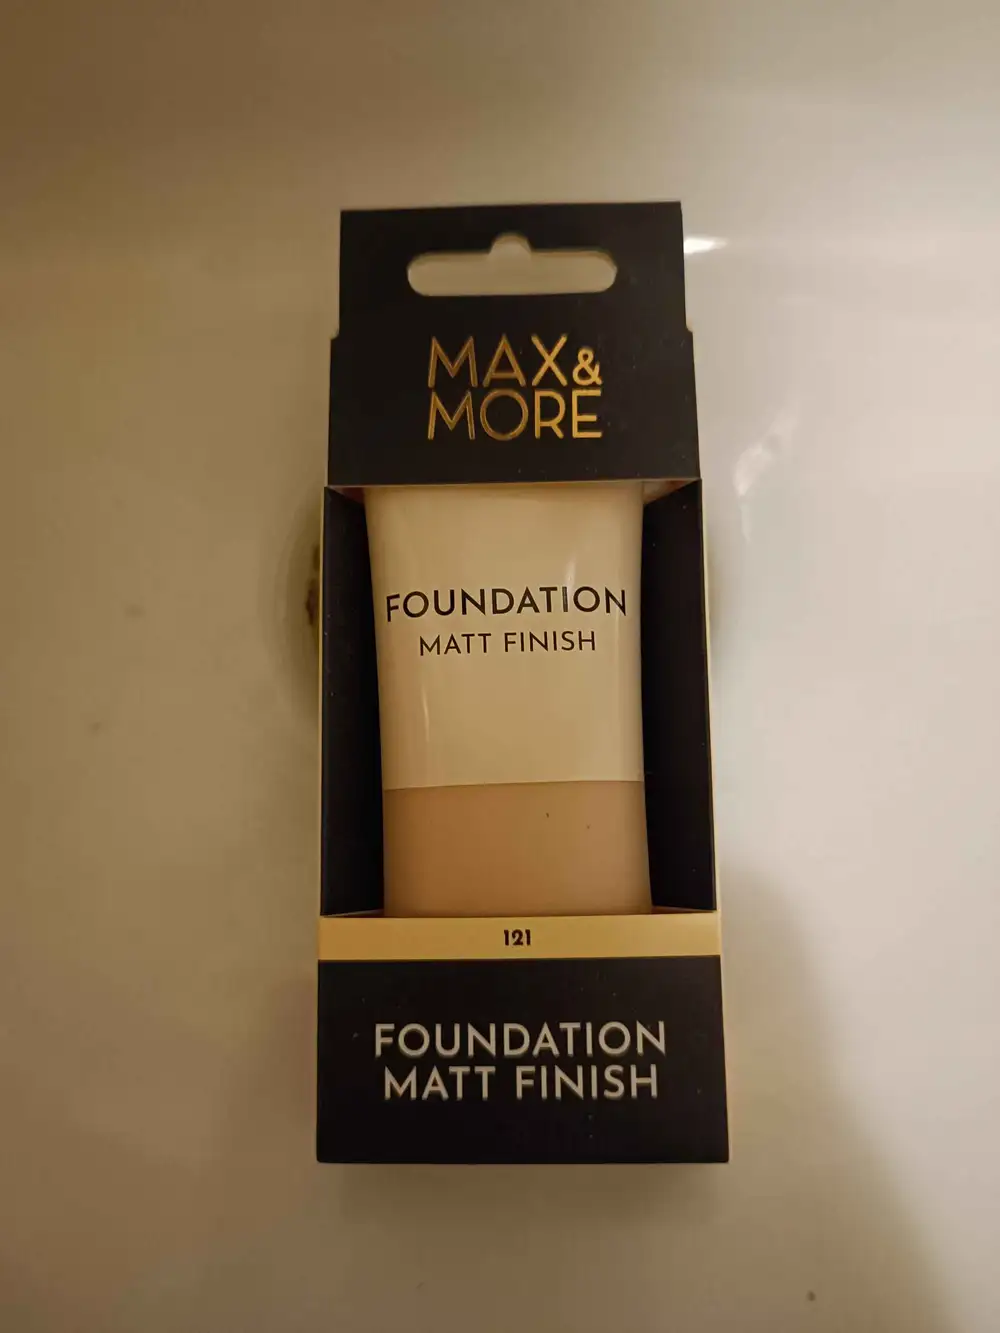 MAX&
MORE
FOUNDATION
MATT FINISH
121
FOUNDATION
MATT FINISH